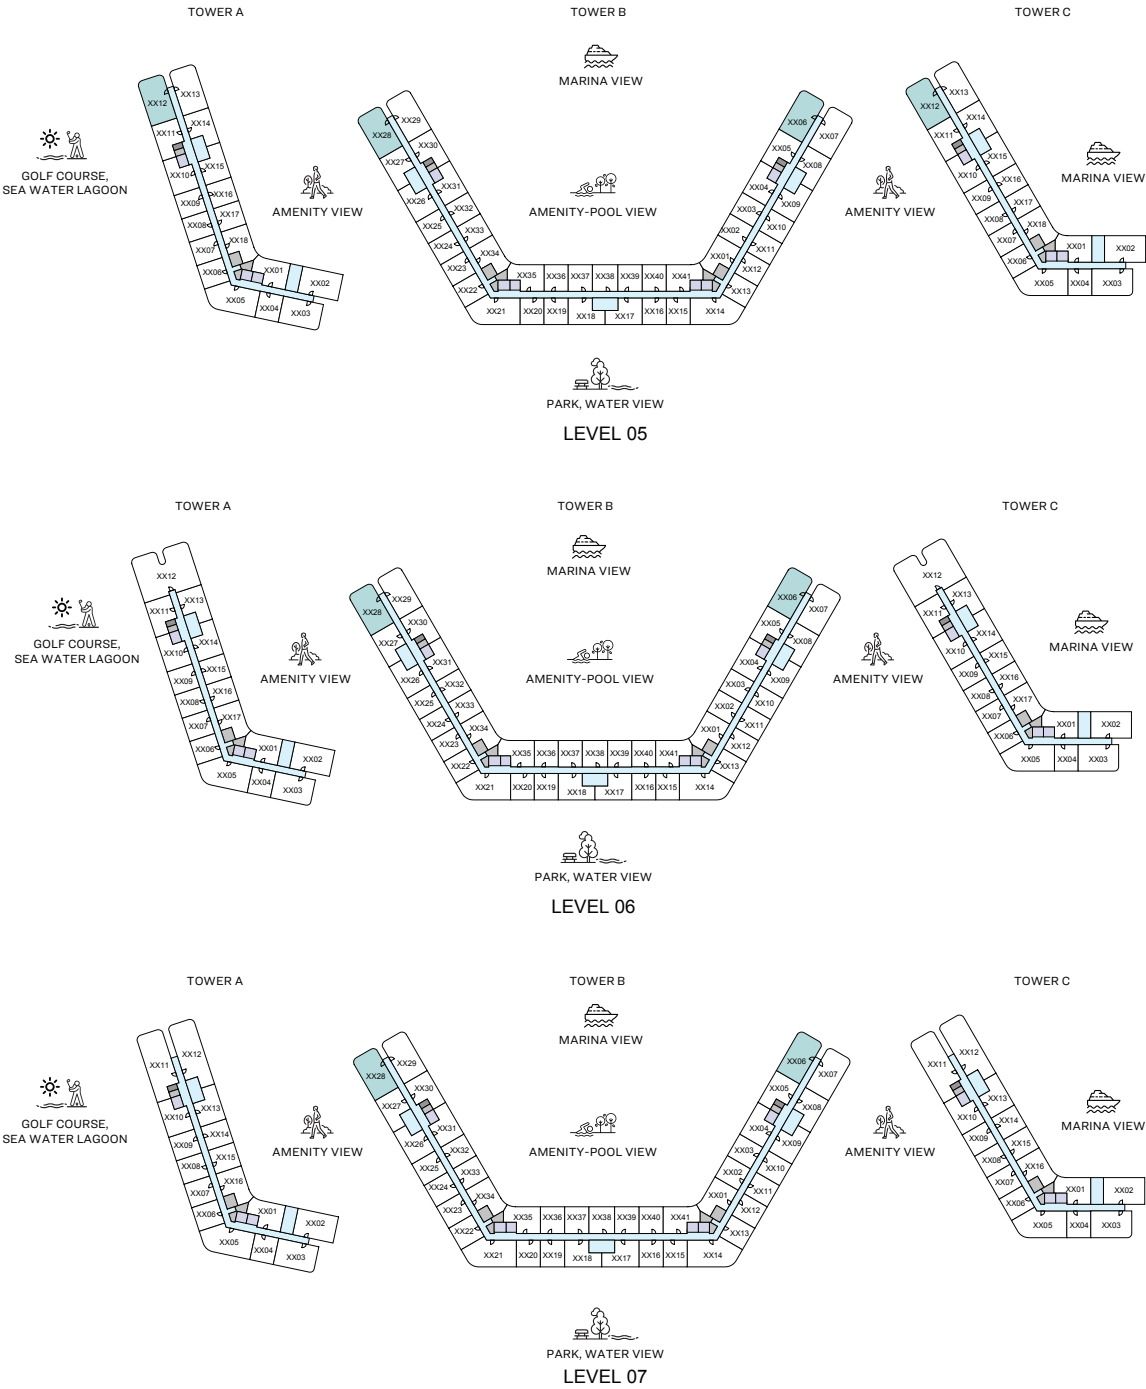 TOWER A
TOWER B
TOWER C
MARINA VIEW
GOLF COURSE,
SEA WATER LAGOON
AMENITY VIEW
AMENITY-POOL VIEW
AMENITY VIEW
MARINA VIEW
XX12
XX13
XX11
XX14
XX10
XX15
XX09
XX16
XX08
XX17
XX07
XX18
XX06
XX01
XX05
XX02
XX04
XX03
XX28
XX29
XX27
XX30
XX26
XX31
XX25
XX32
XX24
XX33
XX23
XX34
XX22
XX35
XX36
XX37
XX38
XX39
XX40
XX41
XX21
XX20
XX19
XX18
XX17
XX16
XX15
XX14
XX06
XX07
XX05
XX08
XX04
XX09
XX03
XX10
XX02
XX11
XX01
XX12
XX13
XX12
XX13
XX11
XX14
XX10
XX15
XX09
XX16
XX08
XX17
XX07
XX18
XX06
XX01
XX02
XX05
XX04
XX03
PARK, WATER VIEW
LEVEL 05
TOWER A
TOWER B
TOWER C
MARINA VIEW
GOLF COURSE,
SEA WATER LAGOON
AMENITY VIEW
AMENITY-POOL VIEW
AMENITY VIEW
MARINA VIEW
XX12
XX11
XX13
XX10
XX14
XX09
XX15
XX08
XX16
XX07
XX17
XX06
XX01
XX05
XX02
XX04
XX03
XX28
XX29
XX27
XX30
XX26
XX31
XX25
XX32
XX24
XX33
XX23
XX34
XX22
XX35
XX36
XX37
XX38
XX39
XX40
XX41
XX21
XX20
XX19
XX18
XX17
XX16
XX15
XX14
XX06
XX07
XX05
XX08
XX04
XX09
XX03
XX10
XX02
XX11
XX01
XX12
XX13
XX12
XX11
XX13
XX10
XX14
XX09
XX15
XX08
XX16
XX07
XX17
XX06
XX01
XX02
XX05
XX04
XX03
PARK, WATER VIEW
LEVEL 06
TOWER A
TOWER B
TOWER C
MARINA VIEW
GOLF COURSE,
SEA WATER LAGOON
AMENITY VIEW
AMENITY-POOL VIEW
AMENITY VIEW
MARINA VIEW
XX11
XX12
XX10
XX13
XX09
XX14
XX08
XX15
XX07
XX16
XX06
XX01
XX05
XX02
XX04
XX03
XX28
XX29
XX27
XX30
XX26
XX31
XX25
XX32
XX24
XX33
XX23
XX34
XX22
XX35
XX36
XX37
XX38
XX39
XX40
XX41
XX21
XX20
XX19
XX18
XX17
XX16
XX15
XX14
XX06
XX07
XX05
XX08
XX04
XX09
XX03
XX10
XX02
XX11
XX01
XX12
XX13
XX11
XX12
XX10
XX13
XX09
XX14
XX08
XX15
XX07
XX16
XX06
XX01
XX02
XX05
XX04
XX03
PARK, WATER VIEW
LEVEL 07